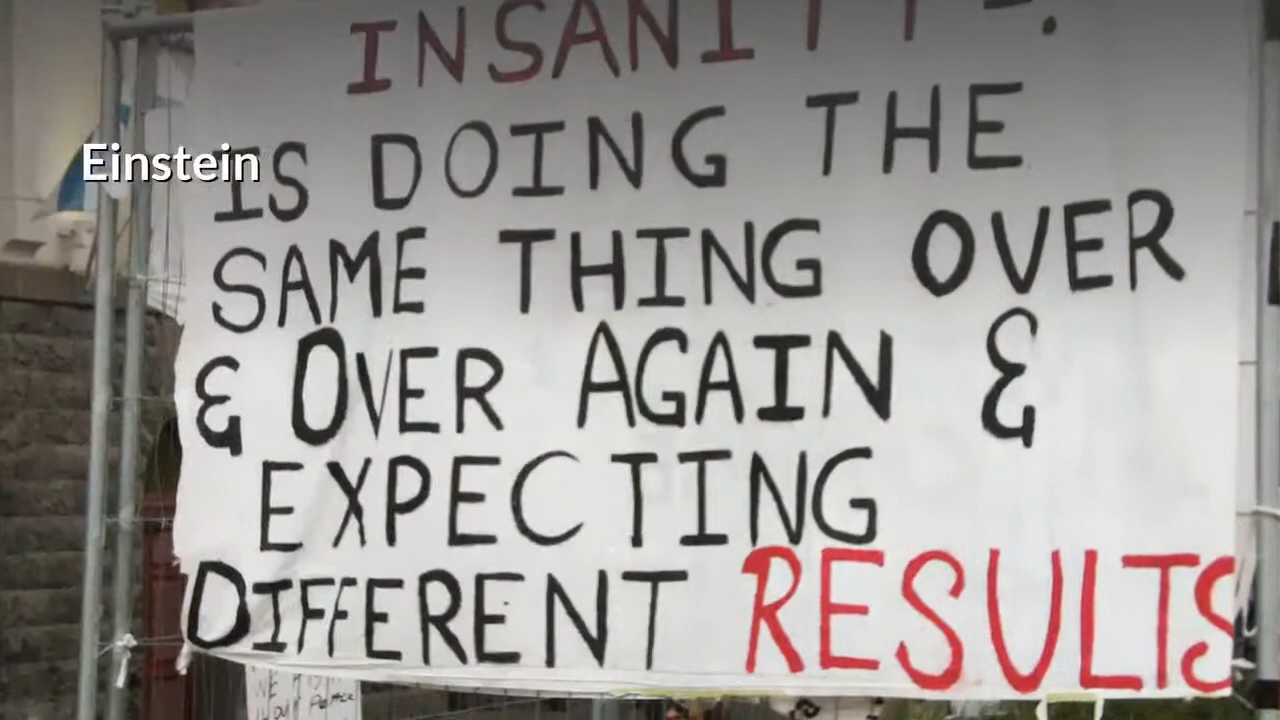 INSANITY:
Einstein
IS DOING THE
SAME THING OVER
& OVER AGAIN &
EXPECTING
DIFFERENT RESULTS